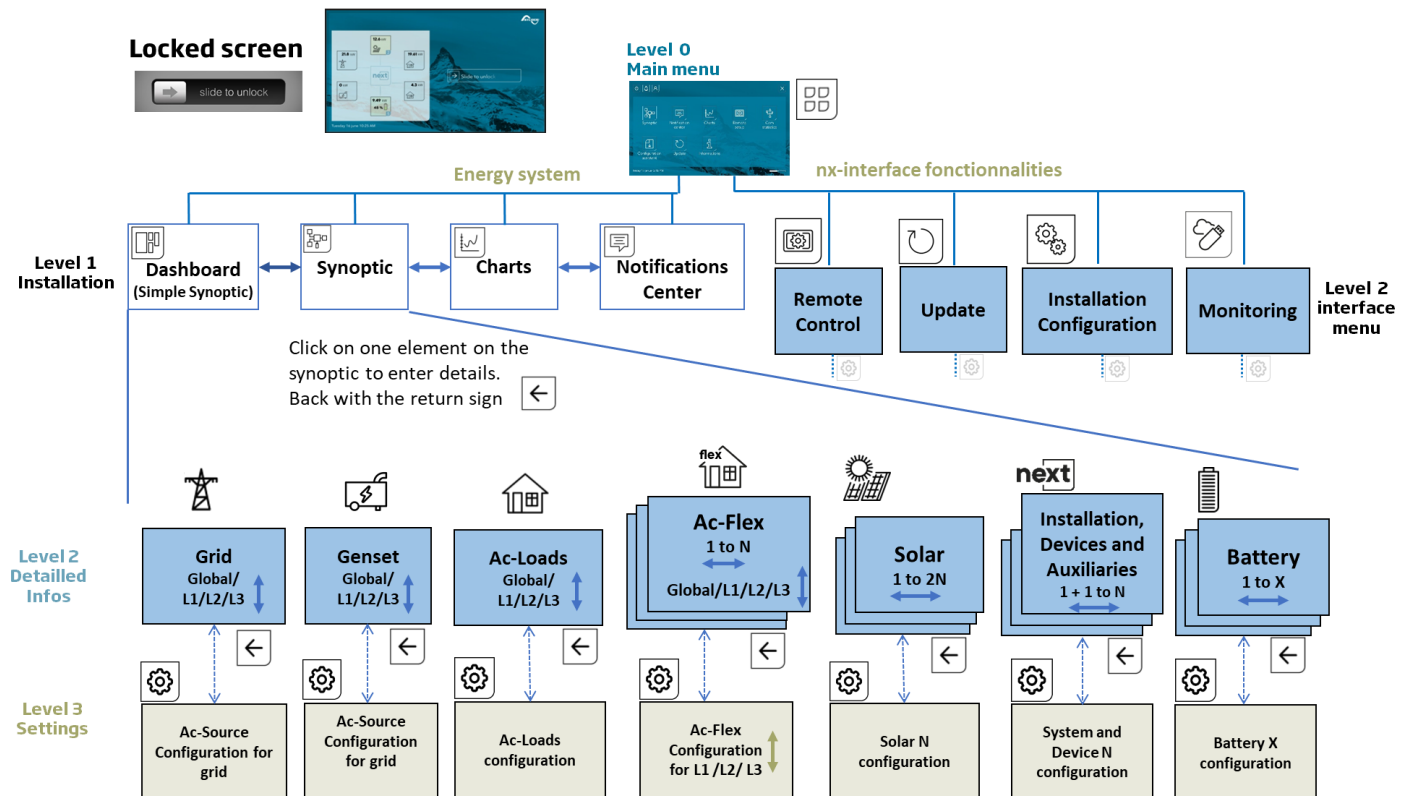 Locked screen
slide to unlock
next
Slide to unlock
Level 0
Main menu
Energy system
nx-interface fonctionnalities
Level 1
Installation
Dashboard
(Simple Synoptic)
Synoptic
Charts
Notifications
Center
Remote
Control
Update
Installation
Configuration
Monitoring
Level 2
interface
menu
Click on one element on the
synoptic to enter details.
Back with the return sign
flex
next
Level 2
Detailled
Infos
Grid
Global/
L1/L2/L3
Genset
Global/
L1/L2/L3
Ac-Loads
Global/
L1/L2/L3
Ac-Flex
1 to N
Global/L1/L2/L3
Solar
1 to 2N
Installation,
Devices and
Auxiliaries
1 + 1 to N
Battery
1 to X
Level 3
Settings
Ac-Source
Configuration for
grid
Ac-Source
Configuration
for grid
Ac-Loads
configuration
Ac-Flex
Configuration
for L1 /L2/ L3
Solar N
configuration
System and
Device N
configuration
Battery X
configuration